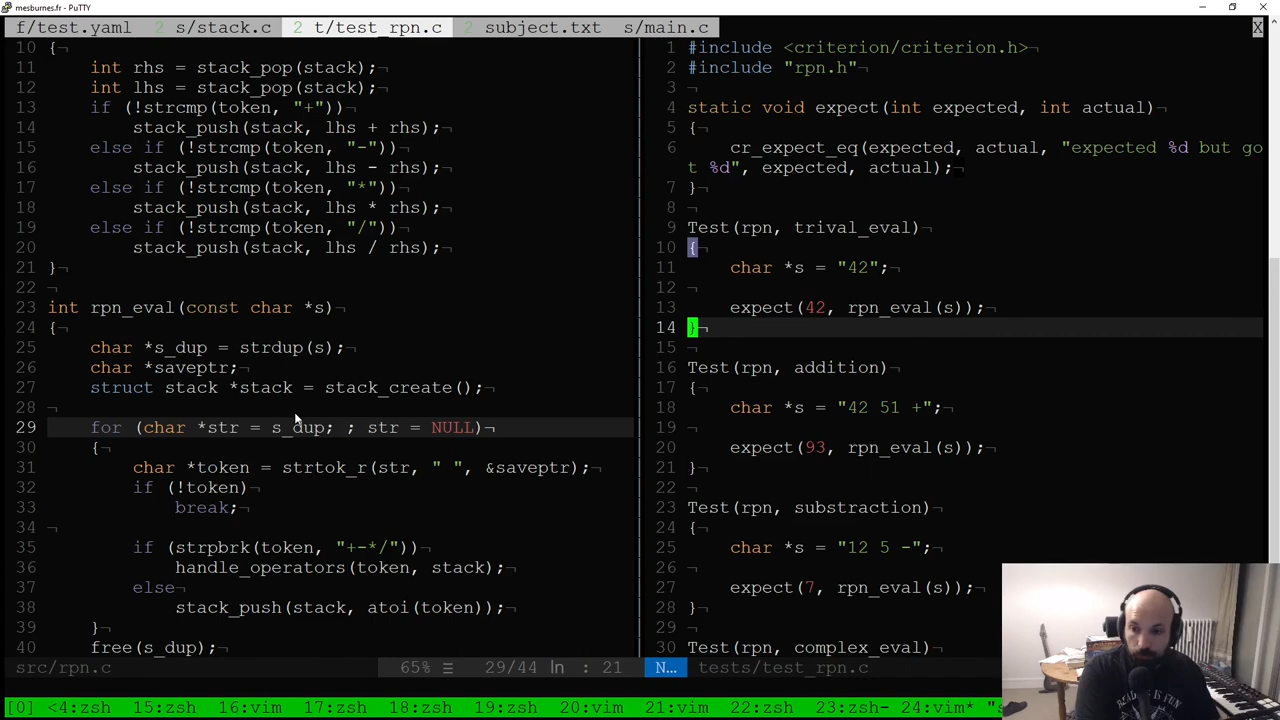 mesburnes.fr - PuTTY
f/test.yaml 2 s/stack.c 2 t/test_rpn.c 2 subject.txt s/main.c X
10 {¬
11 int rhs = stack_pop(stack);¬
12 int lhs = stack_pop(stack);¬
13 if (!strcmp(token, "+"))¬
14 stack_push(stack, lhs + rhs);¬
15 else if (!strcmp(token, "-"))¬
16 stack_push(stack, lhs - rhs);¬
17 else if (!strcmp(token, "*"))¬
18 stack_push(stack, lhs * rhs);¬
19 else if (!strcmp(token, "/"))¬
20 stack_push(stack, lhs / rhs);¬
21 }¬
22 ¬
23 int rpn_eval(const char *s)¬
24 {¬
25 char *s_dup = strdup(s);¬
26 char *saveptr;¬
27 struct stack *stack = stack_create();¬
28 ¬
29 for (char *str = s_dup; ; str = NULL)¬
30 {¬
31 char *token = strtok_r(str, " ", &saveptr);¬
32 if (!token)¬
33 break;¬
34 ¬
35 if (strpbrk(token, "+-*/"))¬
36 handle_operators(token, stack);¬
37 else¬
38 stack_push(stack, atoi(token));¬
39 }¬
40 free(s_dup);¬
src/rpn.c 65% ☰ 29/44 ln : 21
1 #include <criterion/criterion.h>¬
2 #include "rpn.h"¬
3 ¬
4 static void expect(int expected, int actual)¬
5 {¬
6 cr_expect_eq(expected, actual, "expected %d but go
t %d", expected, actual);¬
7 }¬
8 ¬
9 Test(rpn, trival_eval)¬
10 {¬
11 char *s = "42";¬
12 ¬
13 expect(42, rpn_eval(s));¬
14 }¬
15 ¬
16 Test(rpn, addition)¬
17 {¬
18 char *s = "42 51 +";¬
19 ¬
20 expect(93, rpn_eval(s));¬
21 }¬
22 ¬
23 Test(rpn, substraction)¬
24 {¬
25 char *s = "12 5 -";¬
26 ¬
27 expect(7, rpn_eval(s));¬
28 }¬
29 ¬
30 Test(rpn, complex_eval)¬
N… tests/test_rpn.c
[0] <4:zsh 15:zsh 16:vim 17:zsh 18:zsh 19:zsh 20:vim 21:vim 22:zsh 23:zsh- 24:vim* "s